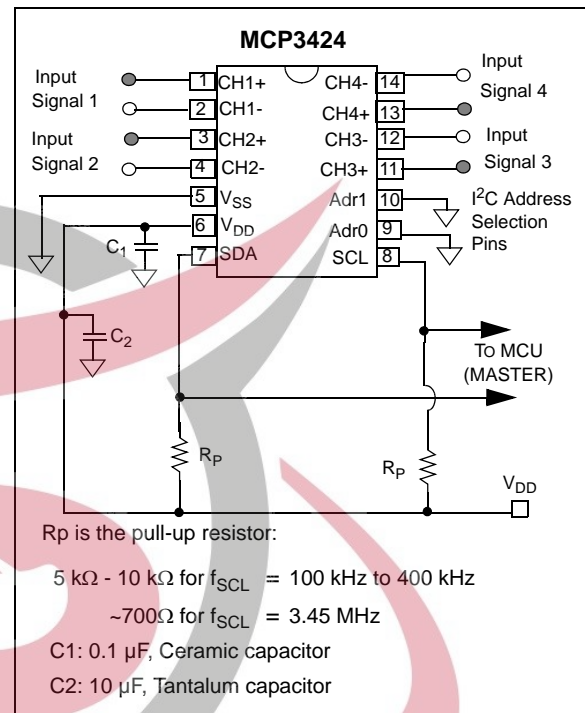 MCP3424
Input
Signal 1
Input
Signal 2
1 CH1+
2 CH1-
3 CH2+
4 CH2-
5 VSS
6 VDD
7 SDA
CH4- 14
CH4+ 13
CH3- 12
CH3+ 11
Adr1 10
Adr0 9
SCL 8
Input
Signal 4
Input
Signal 3
I²C Address
Selection
Pins
C1
C2
To MCU
(MASTER)
RP
RP
VDD
Rp is the pull-up resistor:
5 kΩ - 10 kΩ for fSCL = 100 kHz to 400 kHz
~700Ω for fSCL = 3.45 MHz
C1: 0.1 µF, Ceramic capacitor
C2: 10 µF, Tantalum capacitor